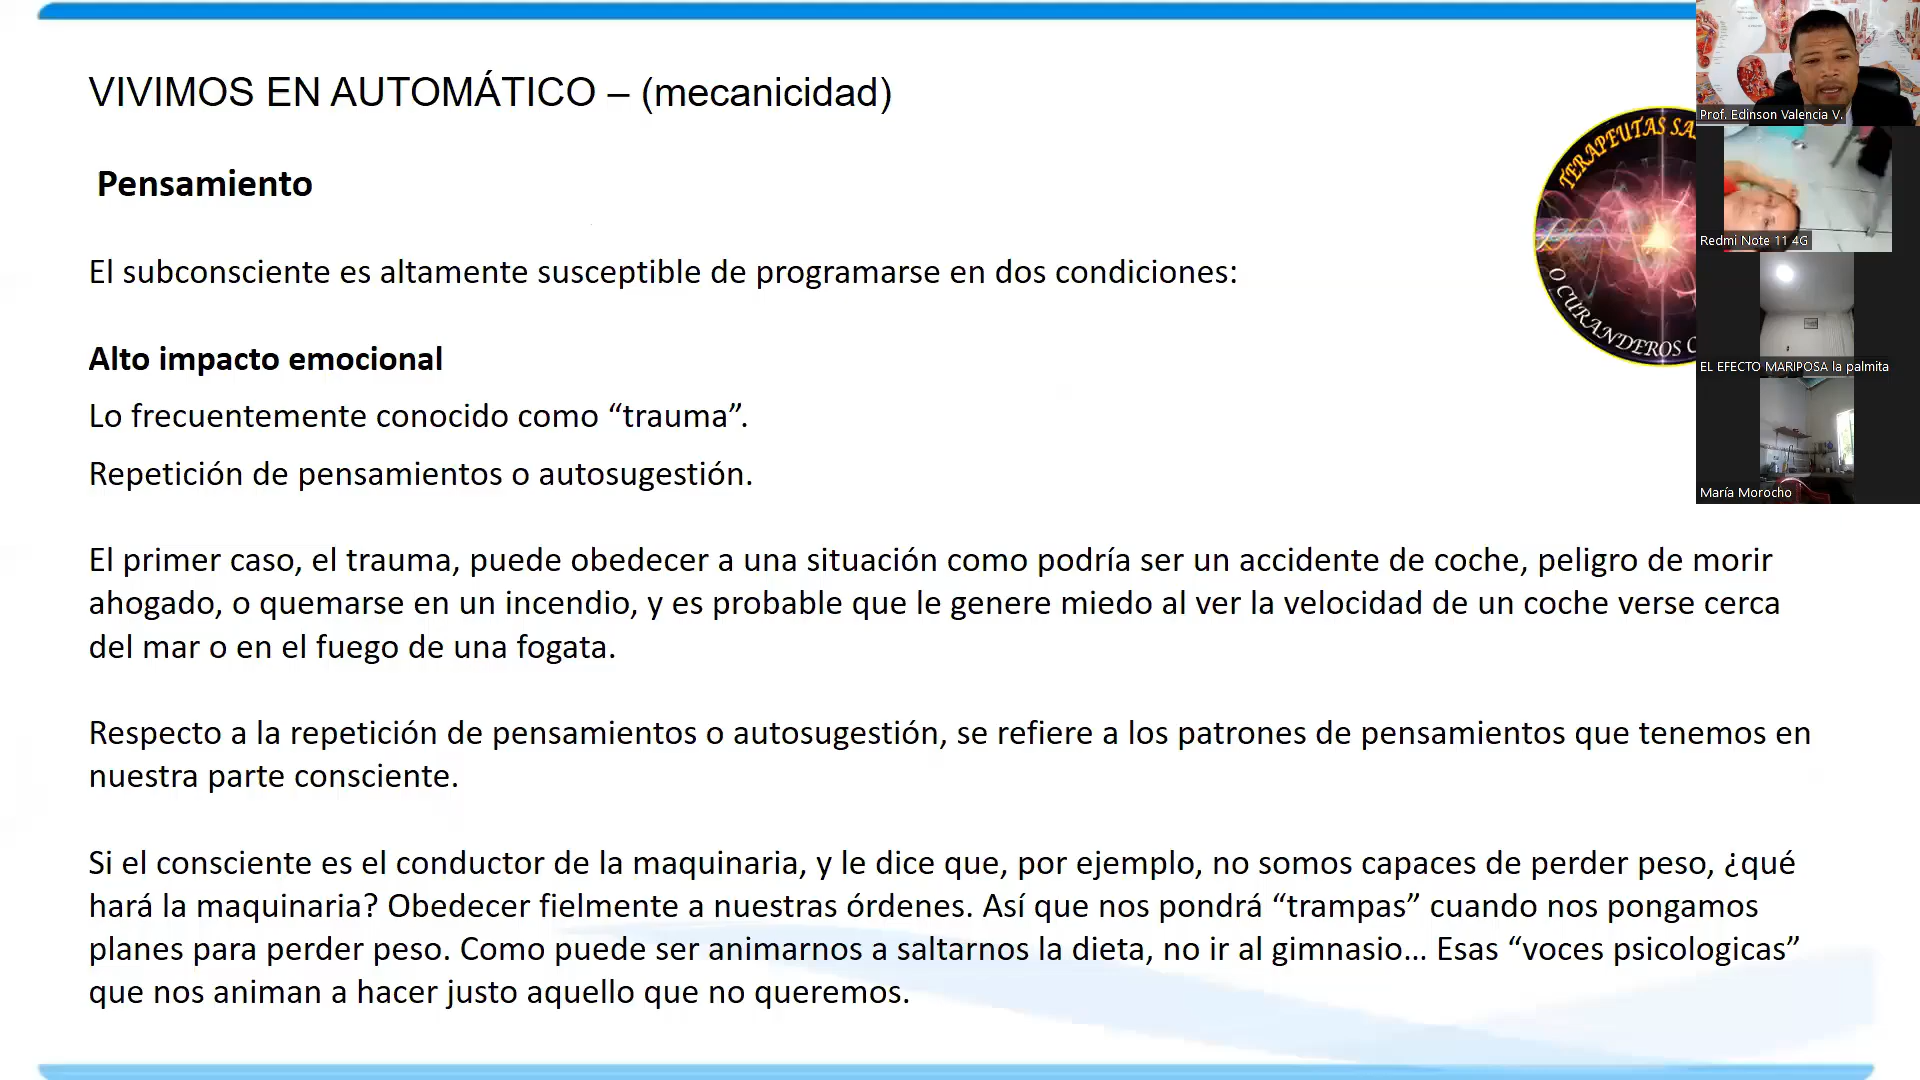 VIVIMOS EN AUTOMÁTICO – (mecanicidad)
Pensamiento
El subconsciente es altamente susceptible de programarse en dos condiciones:
Alto impacto emocional
Lo frecuentemente conocido como “trauma”.
Repetición de pensamientos o autosugestión.
El primer caso, el trauma, puede obedecer a una situación como podría ser un accidente de coche, peligro de morir
ahogado, o quemarse en un incendio, y es probable que le genere miedo al ver la velocidad de un coche verse cerca
del mar o en el fuego de una fogata.
Respecto a la repetición de pensamientos o autosugestión, se refiere a los patrones de pensamientos que tenemos en
nuestra parte consciente.
Si el consciente es el conductor de la maquinaria, y le dice que, por ejemplo, no somos capaces de perder peso, ¿qué
hará la maquinaria? Obedecer fielmente a nuestras órdenes. Así que nos pondrá “trampas” cuando nos pongamos
planes para perder peso. Como puede ser animarnos a saltarnos la dieta, no ir al gimnasio... Esas “voces psicologicas”
que nos animan a hacer justo aquello que no queremos.
TERAPEUTAS SA
O CURANDEROS C
Prof. Edinson Valencia V.
Redmi Note 11 4G
EL EFECTO MARIPOSA la palmita
María Morocho